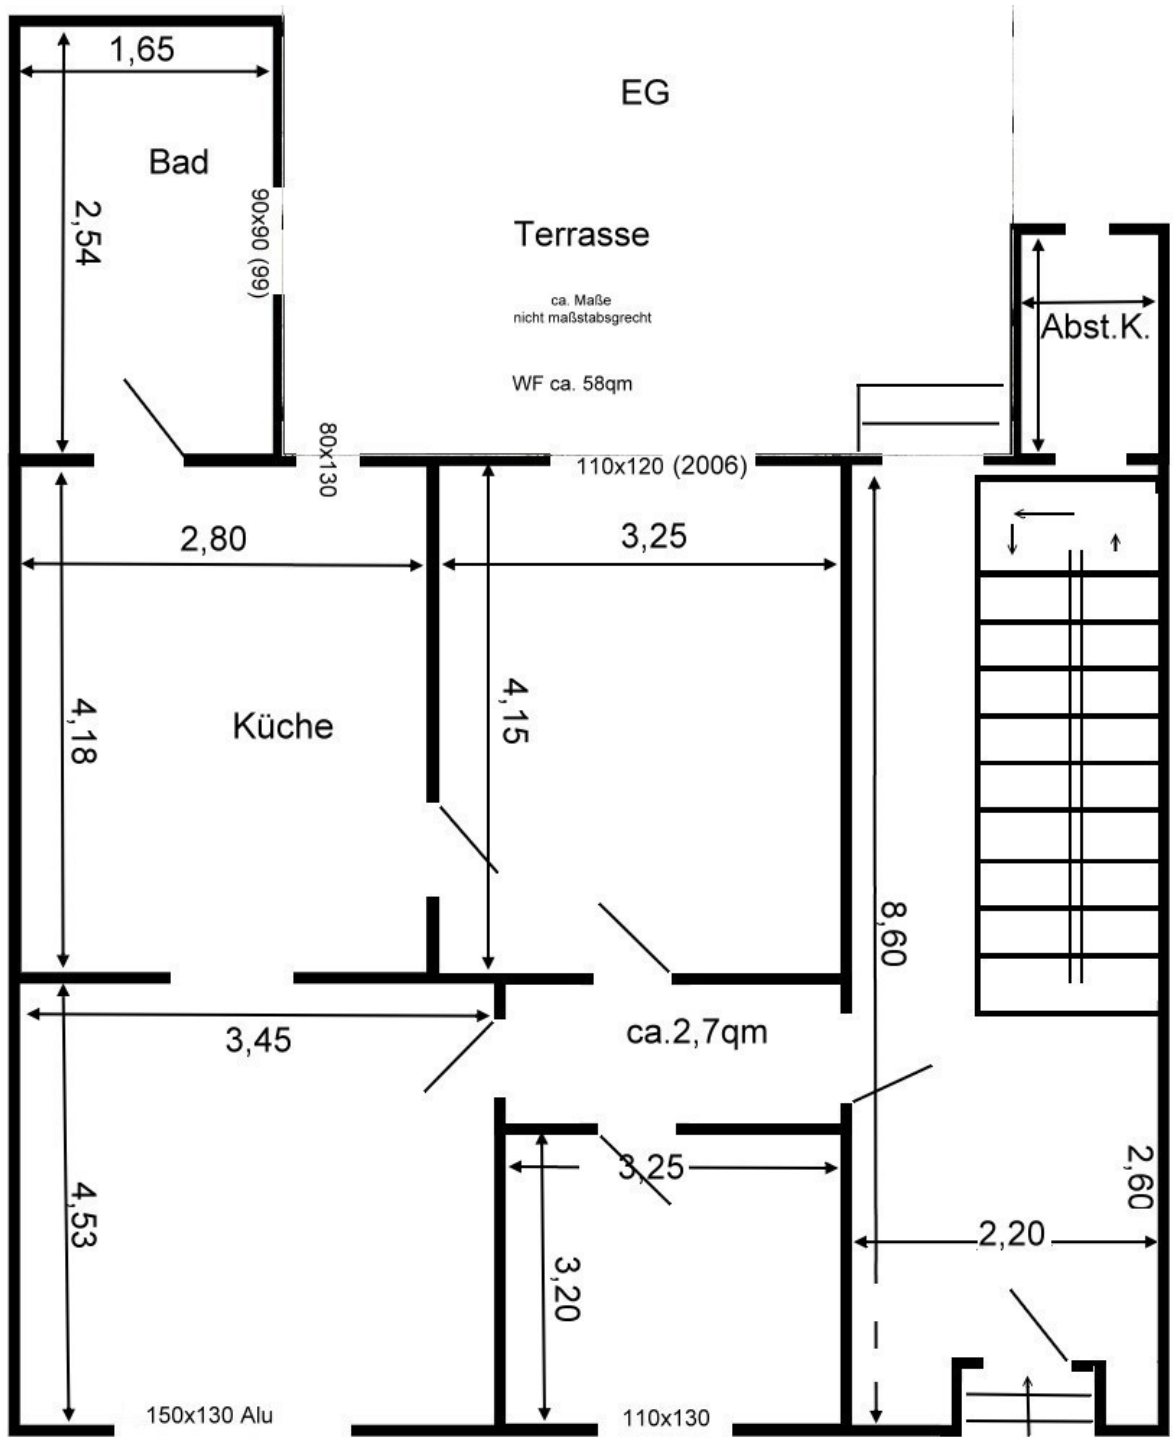 1,65
EG
Bad
2,54
90x90 (99)
Terrasse
ca. Maße
nicht maßstabsgrecht
WF ca. 58qm
Abst.K.
80x130
110x120 (2006)
2,80
3,25
4,18
Küche
4,15
8,60
3,45
ca.2,7qm
4,53
3,25
2,60
2,20
3,20
150x130 Alu
110x130